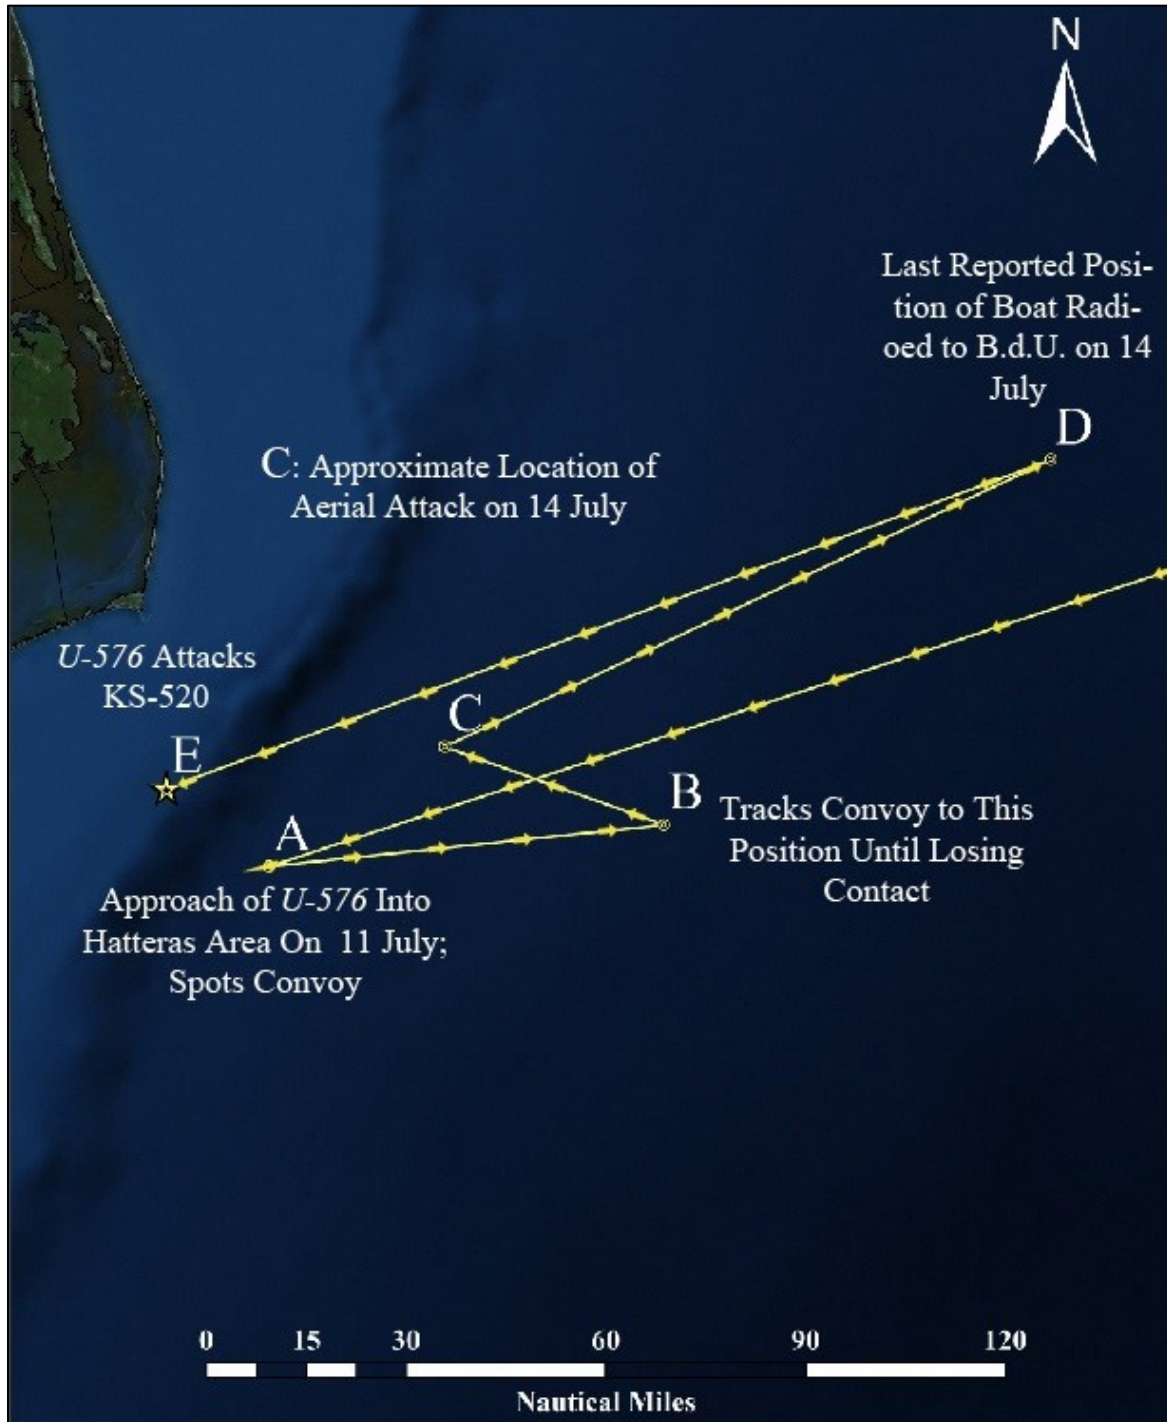 N
Last Reported Posi-
tion of Boat Radi-
oed to B.d.U. on 14
July
D
C: Approximate Location of
Aerial Attack on 14 July
U-576 Attacks
KS-520
C
E
B
Tracks Convoy to This
Position Until Losing
Contact
A
Approach of U-576 Into
Hatteras Area On 11 July;
Spots Convoy
0 15 30 60 90 120
Nautical Miles